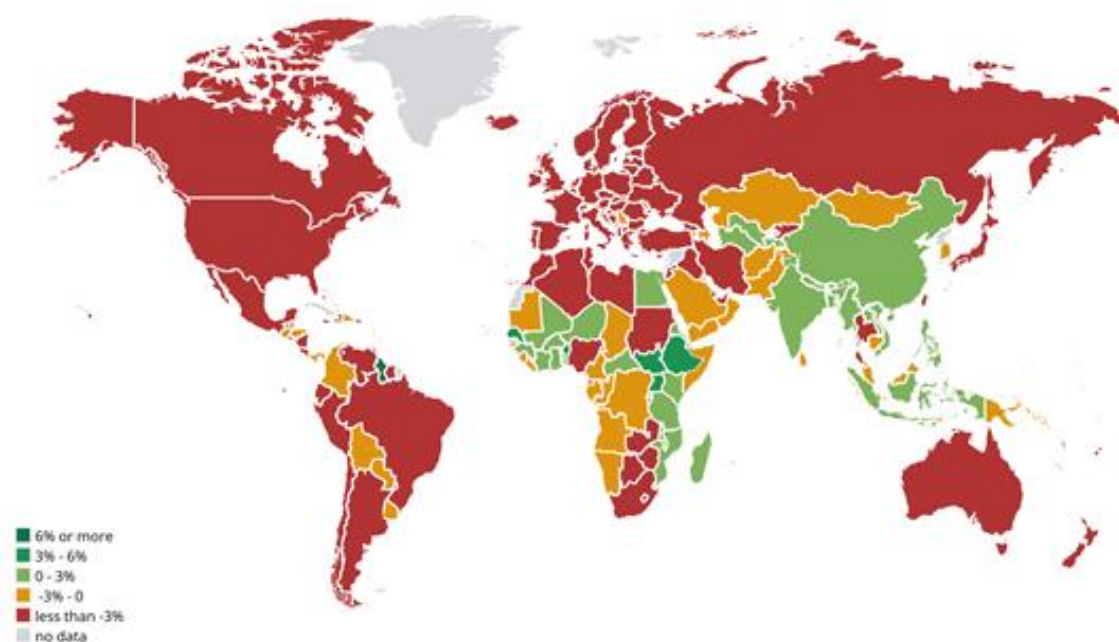 6% or more
3% - 6%
0 - 3%
-3% - 0
less than -3%
no data